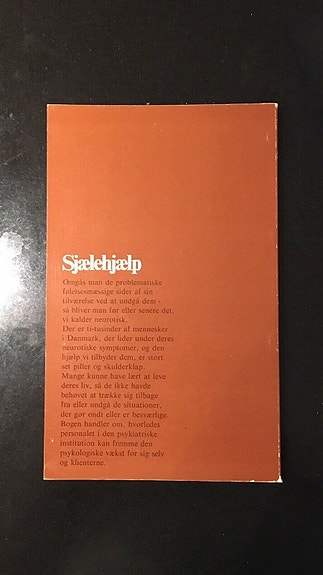 Sjælehjælp
Omgås man de problematiske
følelsesmæssige sider af sin
tilværelse ved at undgå dem -
så bliver man før eller senere det,
vi kalder neurotisk.
Der er titusinder af mennesker
i Danmark, der lider under deres
neurotiske symptomer, og den
hjælp vi tilbyder dem, er stort
set piller og skulderklap.
Mange kunne have lært at leve
deres liv, så de ikke havde
behøvet at trække sig tilbage
fra eller undgå de situationer,
der gør ondt eller er besværlige.
Bogen handler om, hvorledes
personalet i den psykiatriske
institution kan fremme den
psykologiske vækst for sig selv
og klienterne.